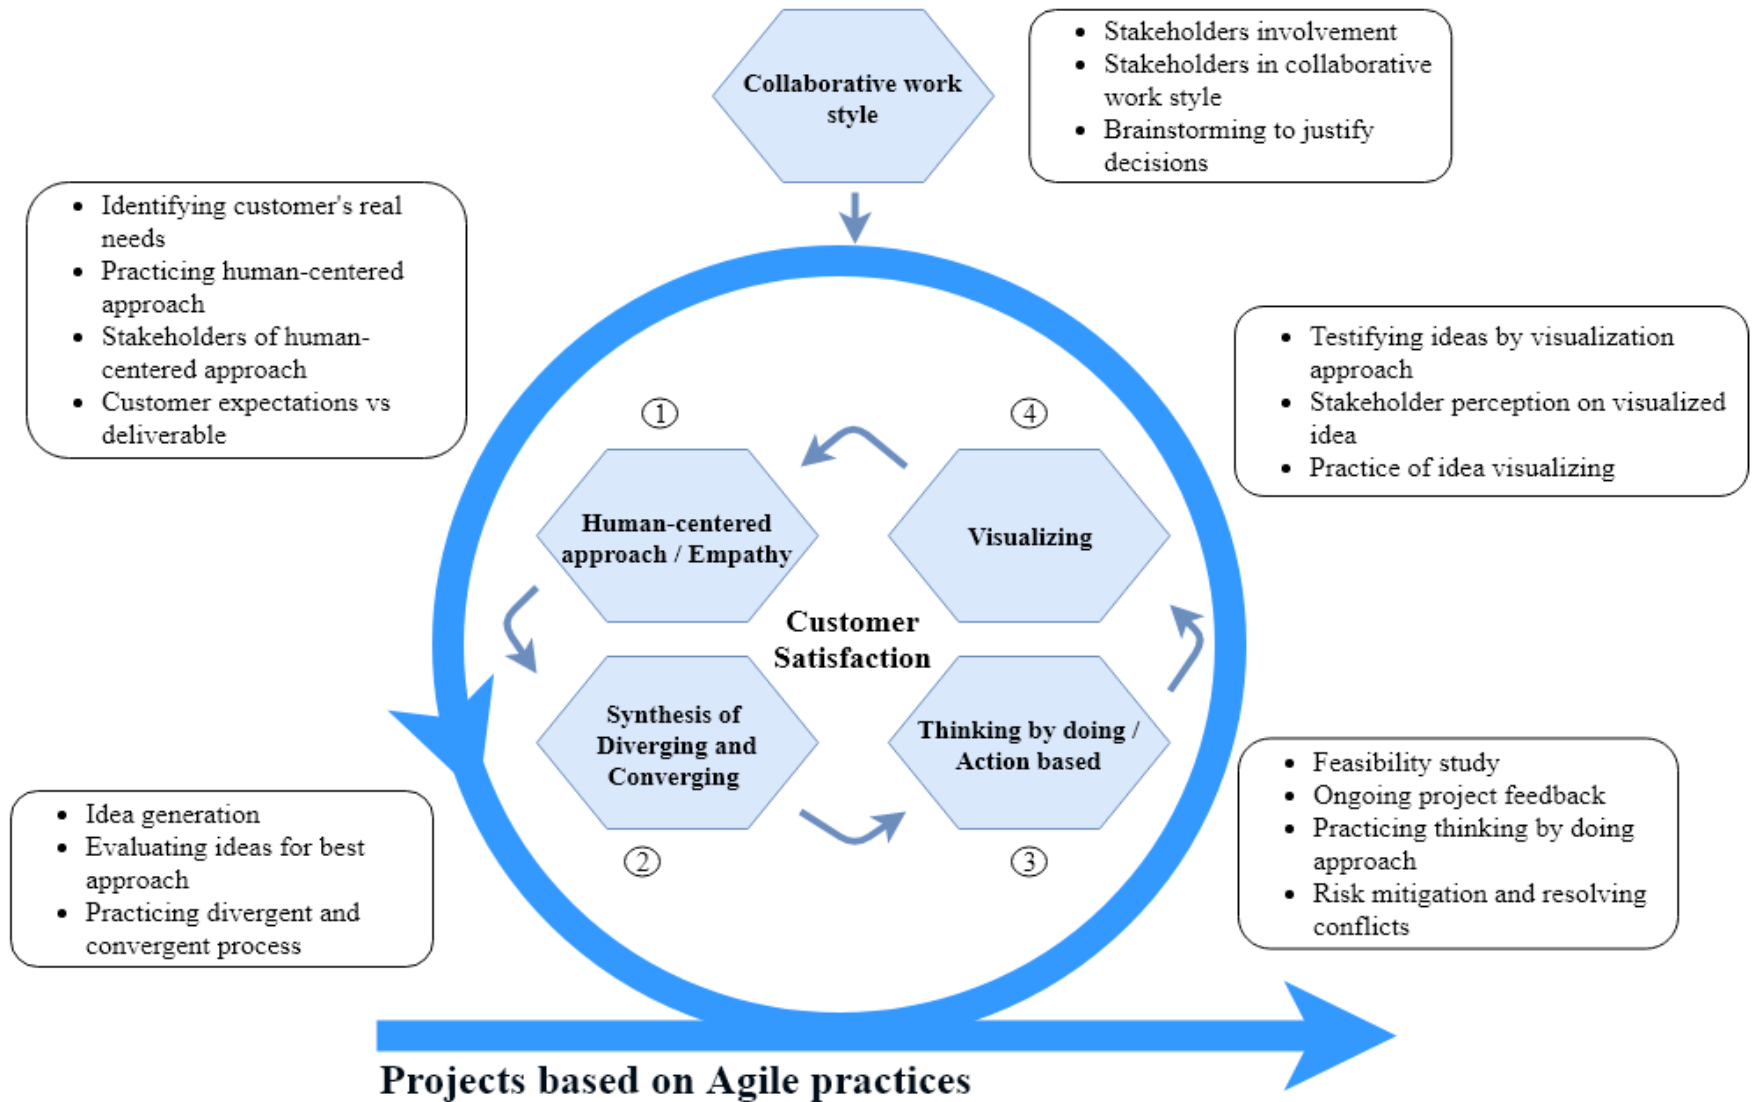 Collaborative work
style
• Stakeholders involvement
• Stakeholders in collaborative
work style
• Brainstorming to justify
decisions
• Identifying customer's real
needs
• Practicing human-centered
approach
• Stakeholders of human-
centered approach
• Customer expectations vs
deliverable
• Testifying ideas by visualization
approach
• Stakeholder perception on visualized
idea
• Practice of idea visualizing
①
④
Human-centered
approach / Empathy
Visualizing
Customer
Satisfaction
Synthesis of
Diverging and
Converging
Thinking by doing /
Action based
②
③
• Idea generation
• Evaluating ideas for best
approach
• Practicing divergent and
convergent process
• Feasibility study
• Ongoing project feedback
• Practicing thinking by doing
approach
• Risk mitigation and resolving
conflicts
Projects based on Agile practices